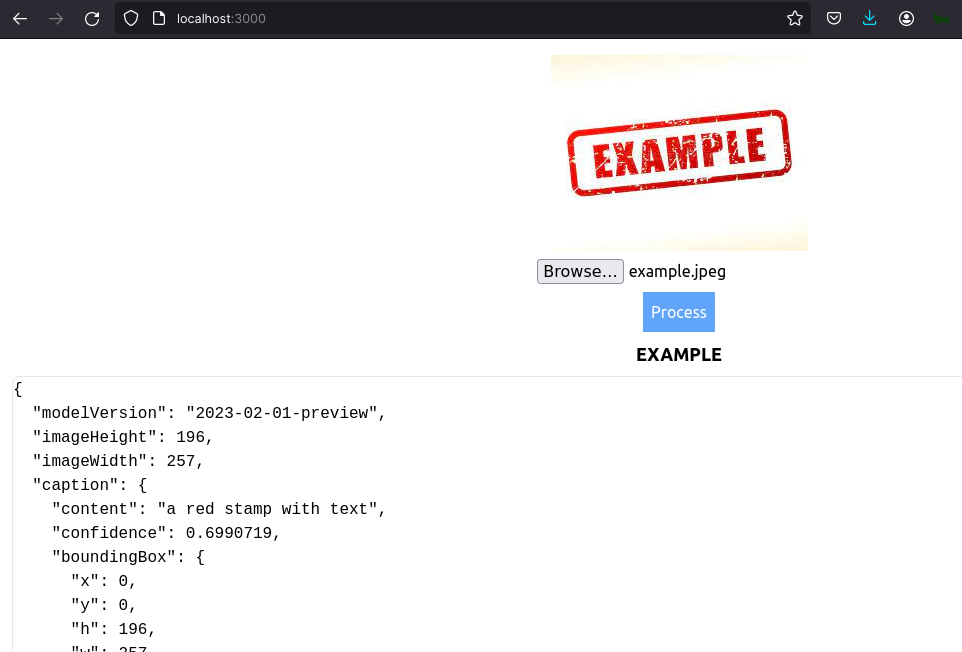 localhost:3000
EXAMPLE
Browse... example.jpeg
Process
EXAMPLE
{
"modelVersion": "2023-02-01-preview",
"imageHeight": 196,
"imageWidth": 257,
"caption": {
"content": "a red stamp with text",
"confidence": 0.6990719,
"boundingBox": {
"x": 0,
"y": 0,
"h": 196,
"w": 257